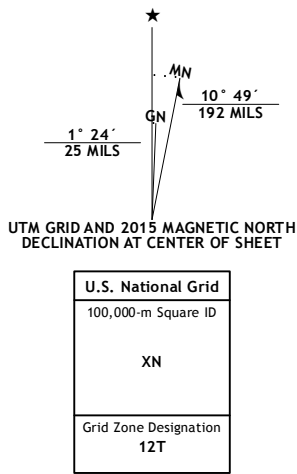 ★
MN
GN
10° 49´
192 MILS
1° 24´
25 MILS
UTM GRID AND 2015 MAGNETIC NORTH
DECLINATION AT CENTER OF SHEET
U.S. National Grid
100,000-m Square ID
XN
Grid Zone Designation
12T